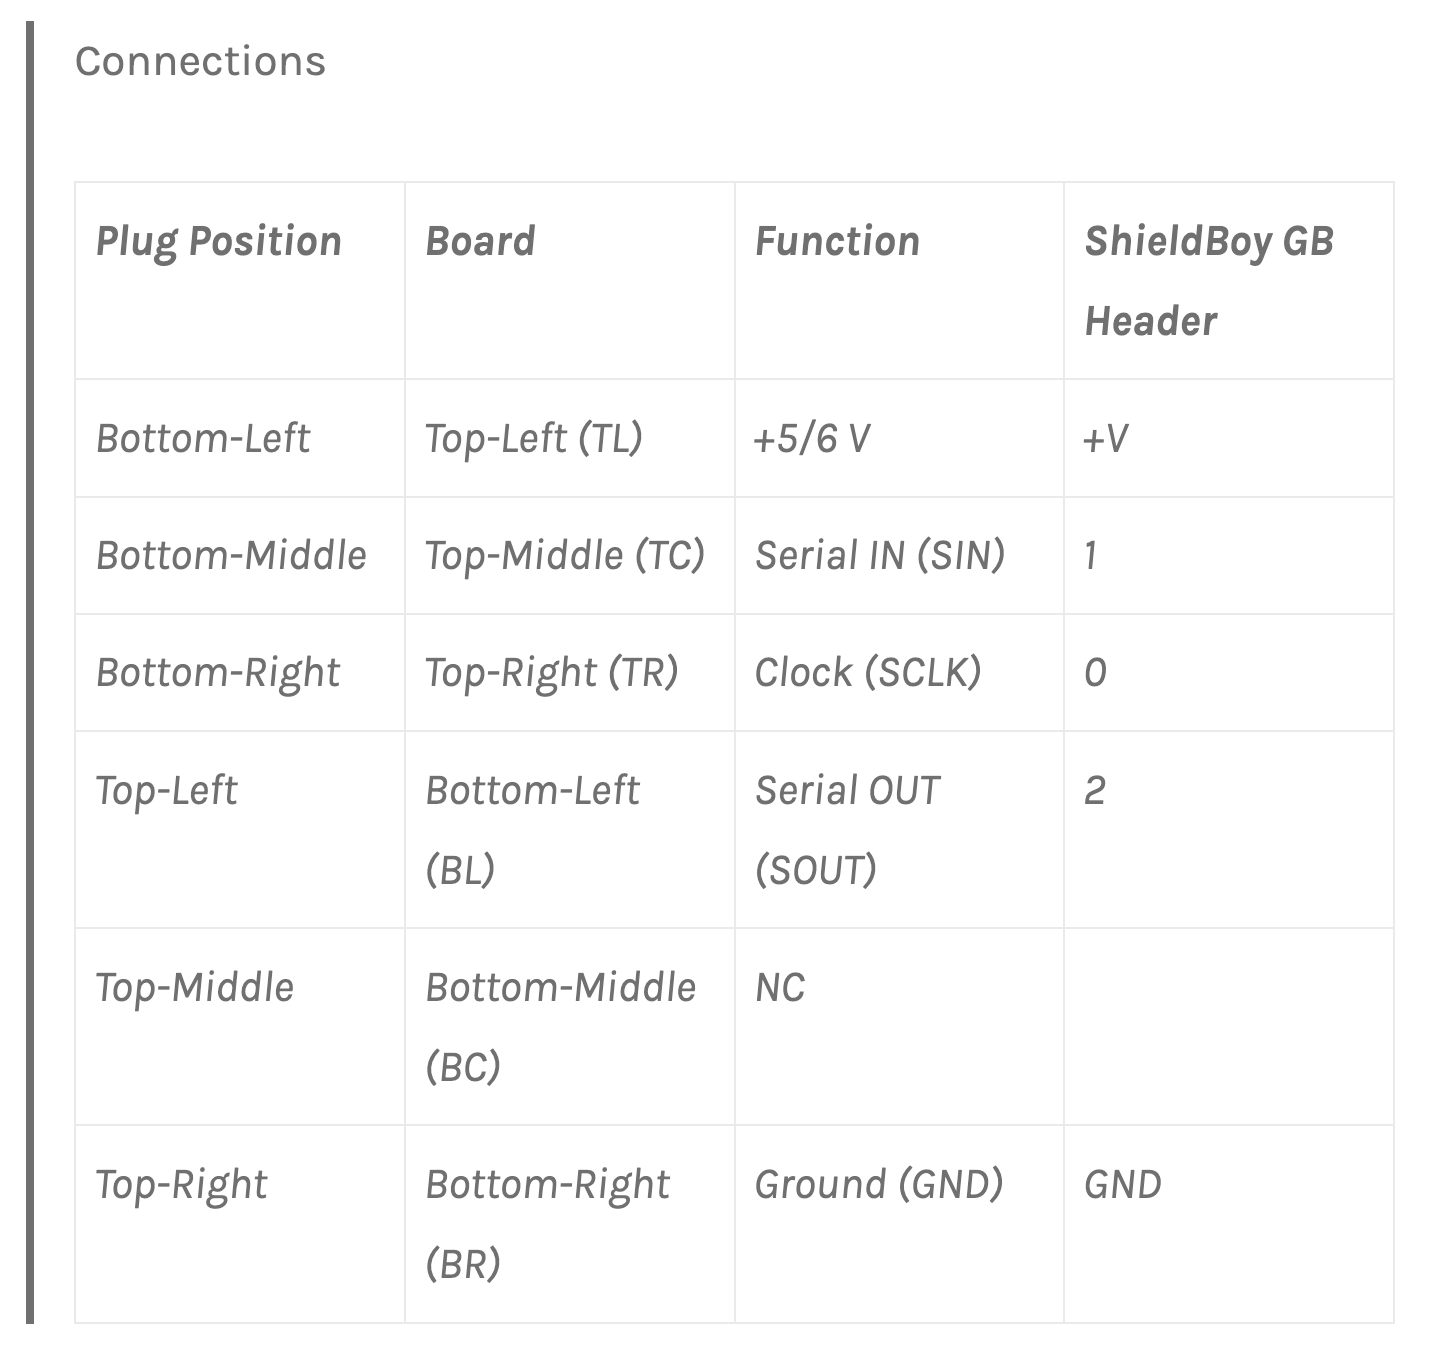 Connections
Plug Position Board Function ShieldBoy GB
Header
Bottom-Left Top-Left (TL) +5/6 V +V
Bottom-Middle Top-Middle (TC) Serial IN (SIN) 1
Bottom-Right Top-Right (TR) Clock (SCLK) 0
Top-Left Bottom-Left Serial OUT 2
(BL) (SOUT)
Top-Middle Bottom-Middle NC
(BC)
Top-Right Bottom-Right Ground (GND) GND
(BR)